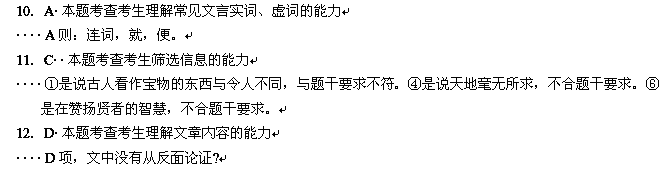 10. A·本题考查考生理解常见文言实词、虚词的能力↵
····A 则：连词，就，便。↵
11. C··本题考查考生筛选信息的能力↵
····①是说古人看作宝物的东西与令人不同，与题干要求不符。④是说天地毫无所求，不合题干要求。⑥
是在赞扬贤者的智慧，不合题干要求。↵
12. D·本题考查考生理解文章内容的能力↵
····D 项，文中没有从反面论证?↵